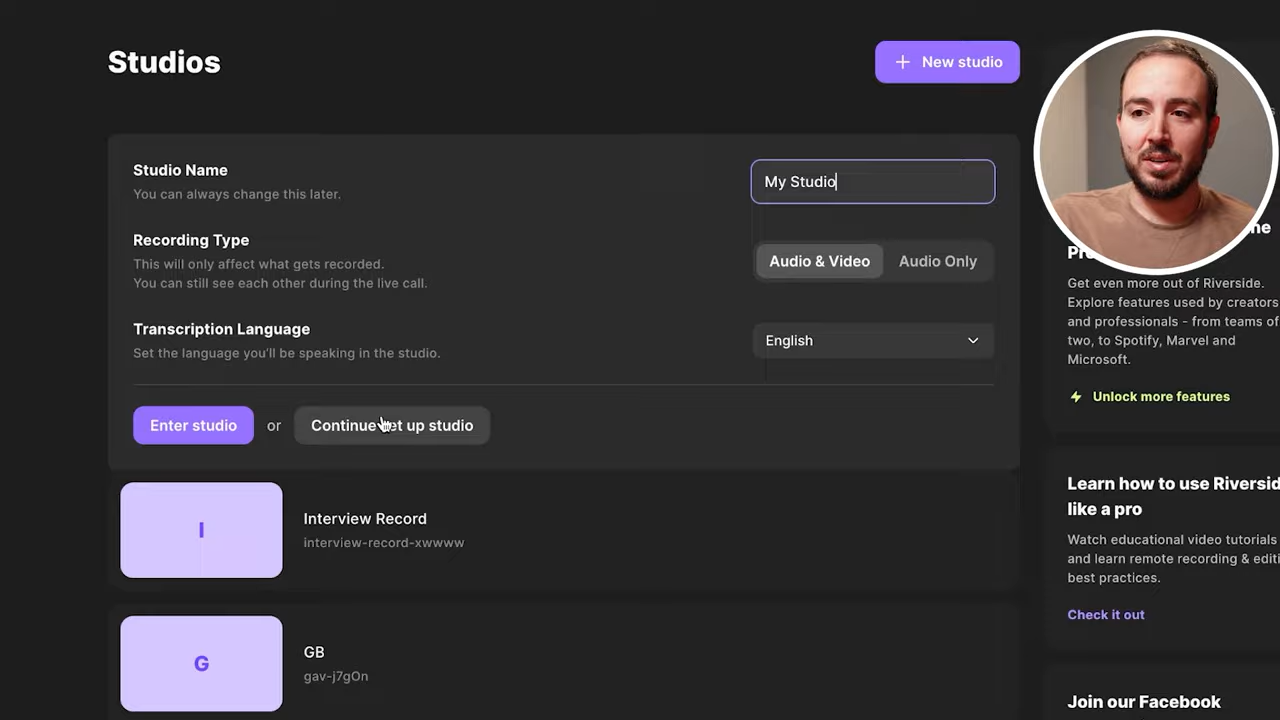 Studios
+ New studio
Studio Name
You can always change this later.
My Studio
Recording Type
This will only affect what gets recorded.
You can still see each other during the live call.
Audio & Video
Audio Only
Transcription Language
Set the language you'll be speaking in the studio.
English
Enter studio
or
Continue set up studio
I
Interview Record
interview-record-xwwww
G
GB
gav-j7gOn
Get even more out of Riverside.
Explore features used by creators
and professionals - from teams of
two, to Spotify, Marvel and
Microsoft.
Unlock more features
Learn how to use Riversid
like a pro
Watch educational video tutorials
and learn remote recording & editi
best practices.
Check it out
Join our Facebook